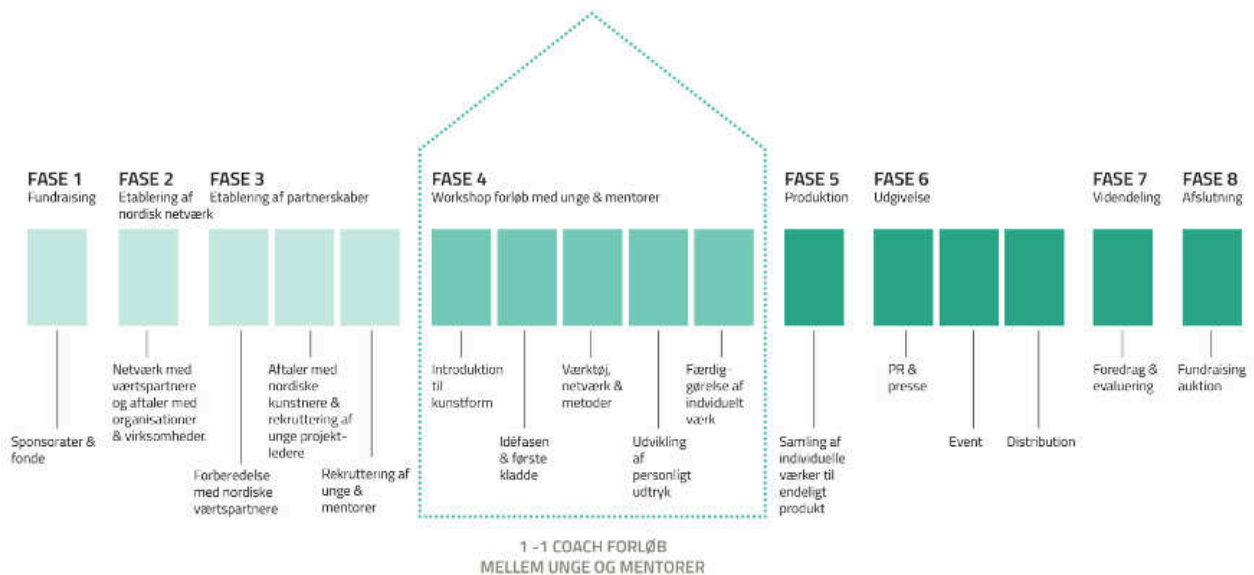 FASE 1
Fundraising
FASE 2
Etablering af
nordisk netværk
FASE 3
Etablering af partnerskaber
FASE 4
Workshop forløb med unge & mentorer
FASE 5
Produktion
FASE 6
Udgivelse
FASE 7
Videndeling
FASE 8
Afslutning
Sponsorater &
fonde
Netværk med
værtspartnere
og aftaler med
organisationer
& virksomheder.
Forberedelse
med nordiske
værtspartnere
Aftaler med
nordiske
kunstnere &
rekruttering af
unge projekt-
ledere
Rekruttering af
unge &
mentorer
Introduktion
til
kunstform
Idéfasen
& første
kladde
Værktøj,
netværk &
metoder
Udvikling
af
personligt
udtryk
Færdig-
gørelse af
individuelt
værk
Samling af
individuelle
værker til
endeligt
produkt
PR &
presse
Event
Distribution
Foredrag &
evaluering
Fundraising
auktion
1 -1 COACH FORLØB
MELLEM UNGE OG MENTORER